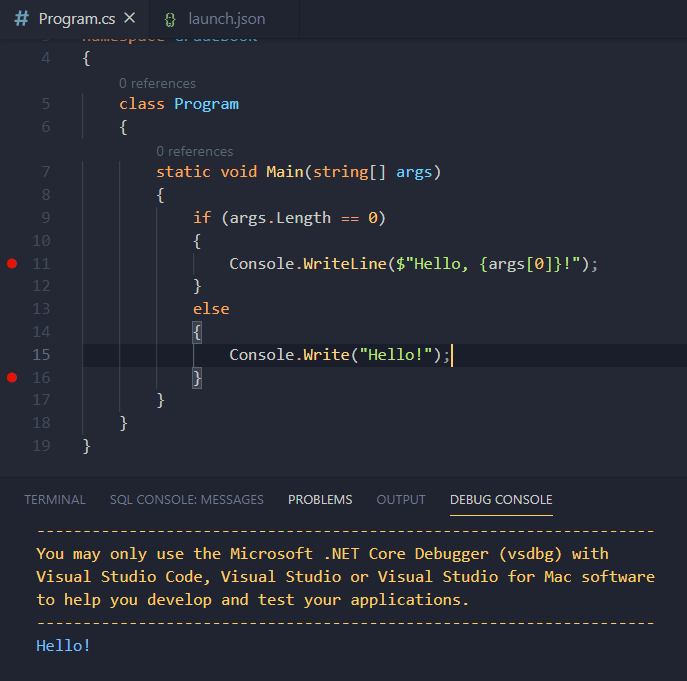 # Program.cs ×
{} launch.json
4 {
0 references
5 class Program
6 {
0 references
7 static void Main(string[] args)
8 {
9 if (args.Length == 0)
10 {
11 Console.WriteLine($"Hello, {args[0]}!");
12 }
13 else
14 {
15 Console.Write("Hello!");
16 }
17 }
18 }
19 }
TERMINAL SQL CONSOLE: MESSAGES PROBLEMS OUTPUT DEBUG CONSOLE
-------------------------------------------------------------------
You may only use the Microsoft .NET Core Debugger (vsdbg) with
Visual Studio Code, Visual Studio or Visual Studio for Mac software
to help you develop and test your applications.
-------------------------------------------------------------------
Hello!